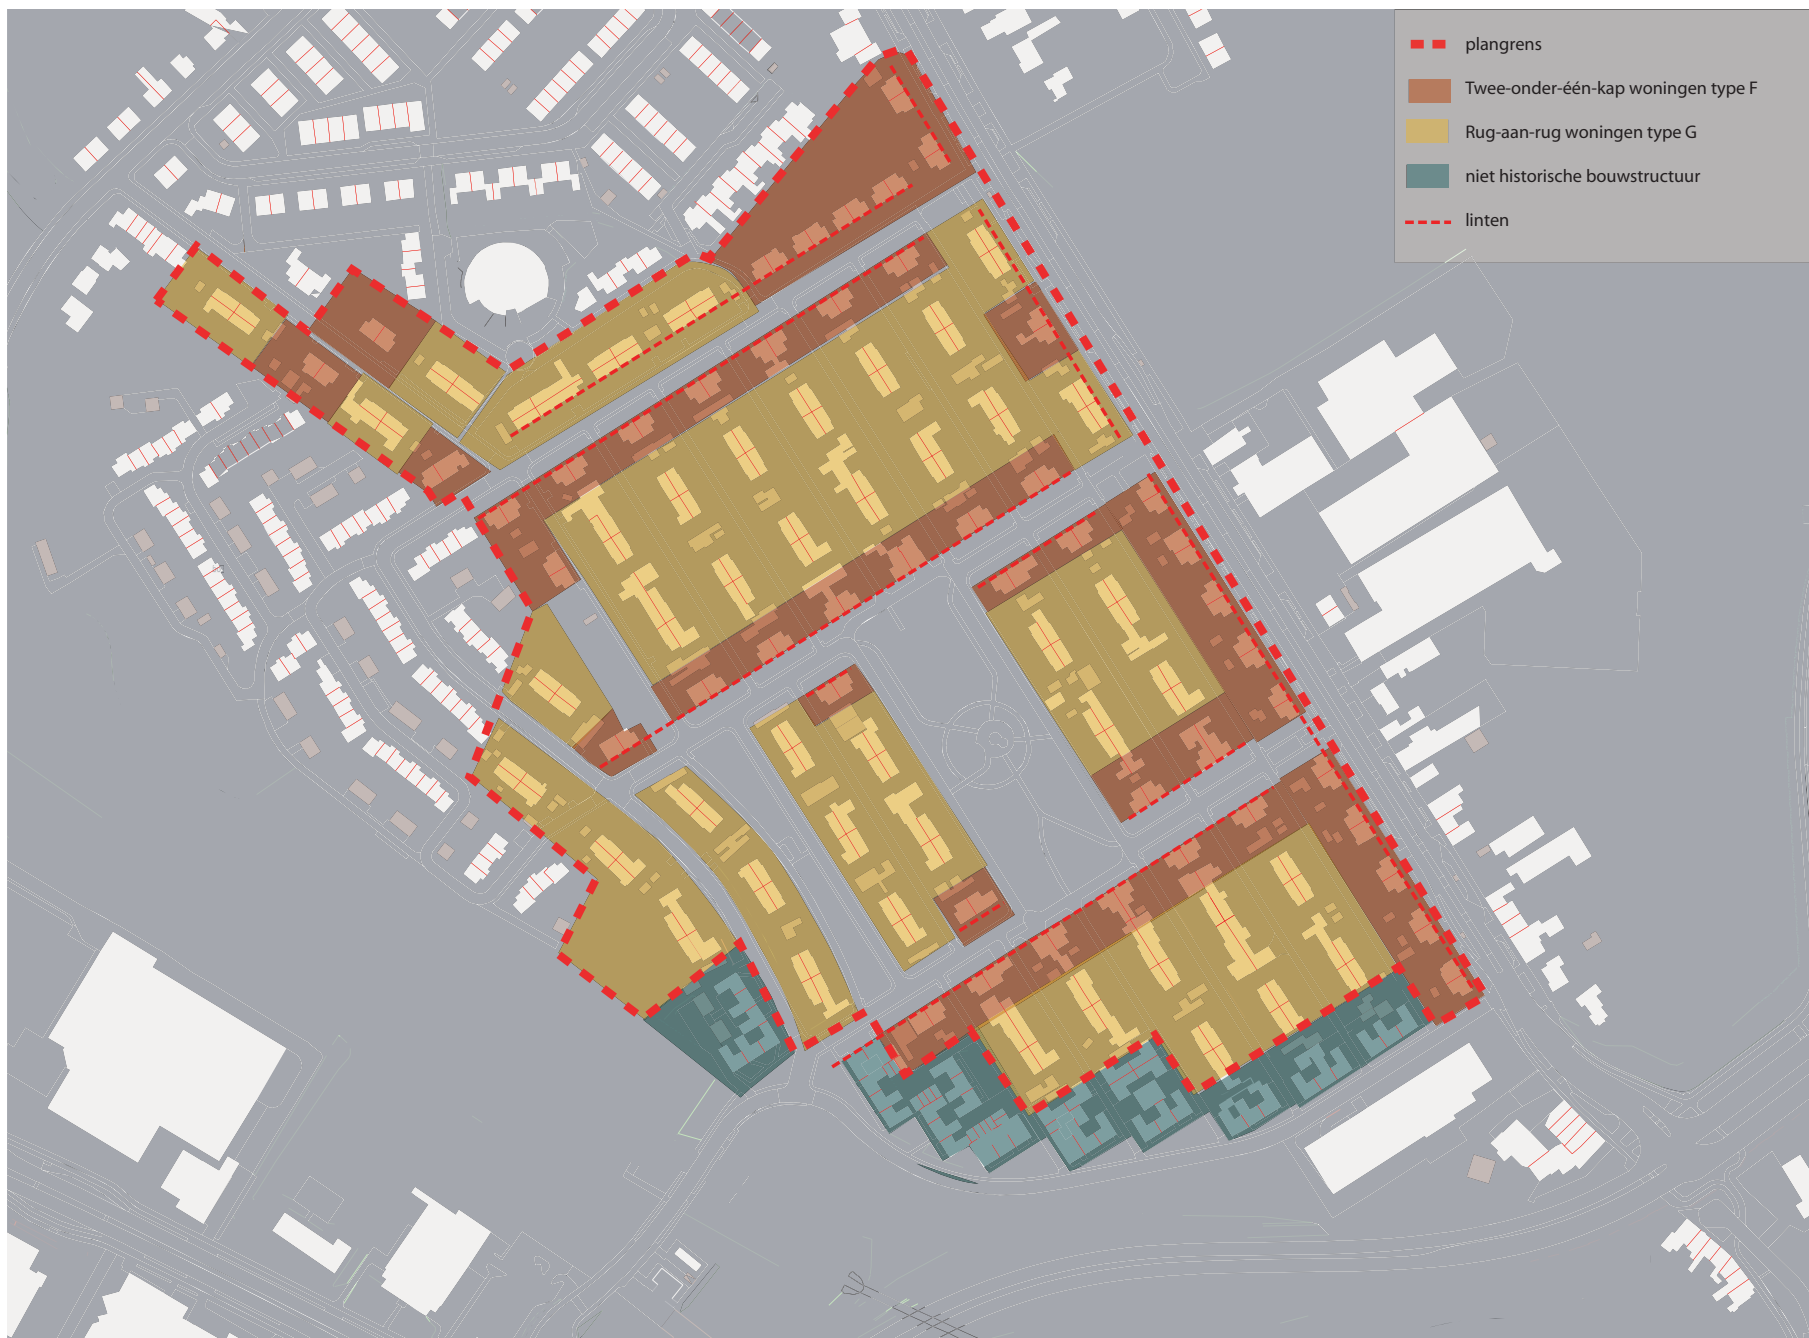 plangrens
Twee-onder-één-kap woningen type F
Rug-aan-rug woningen type G
niet historische bouwstructuur
linten